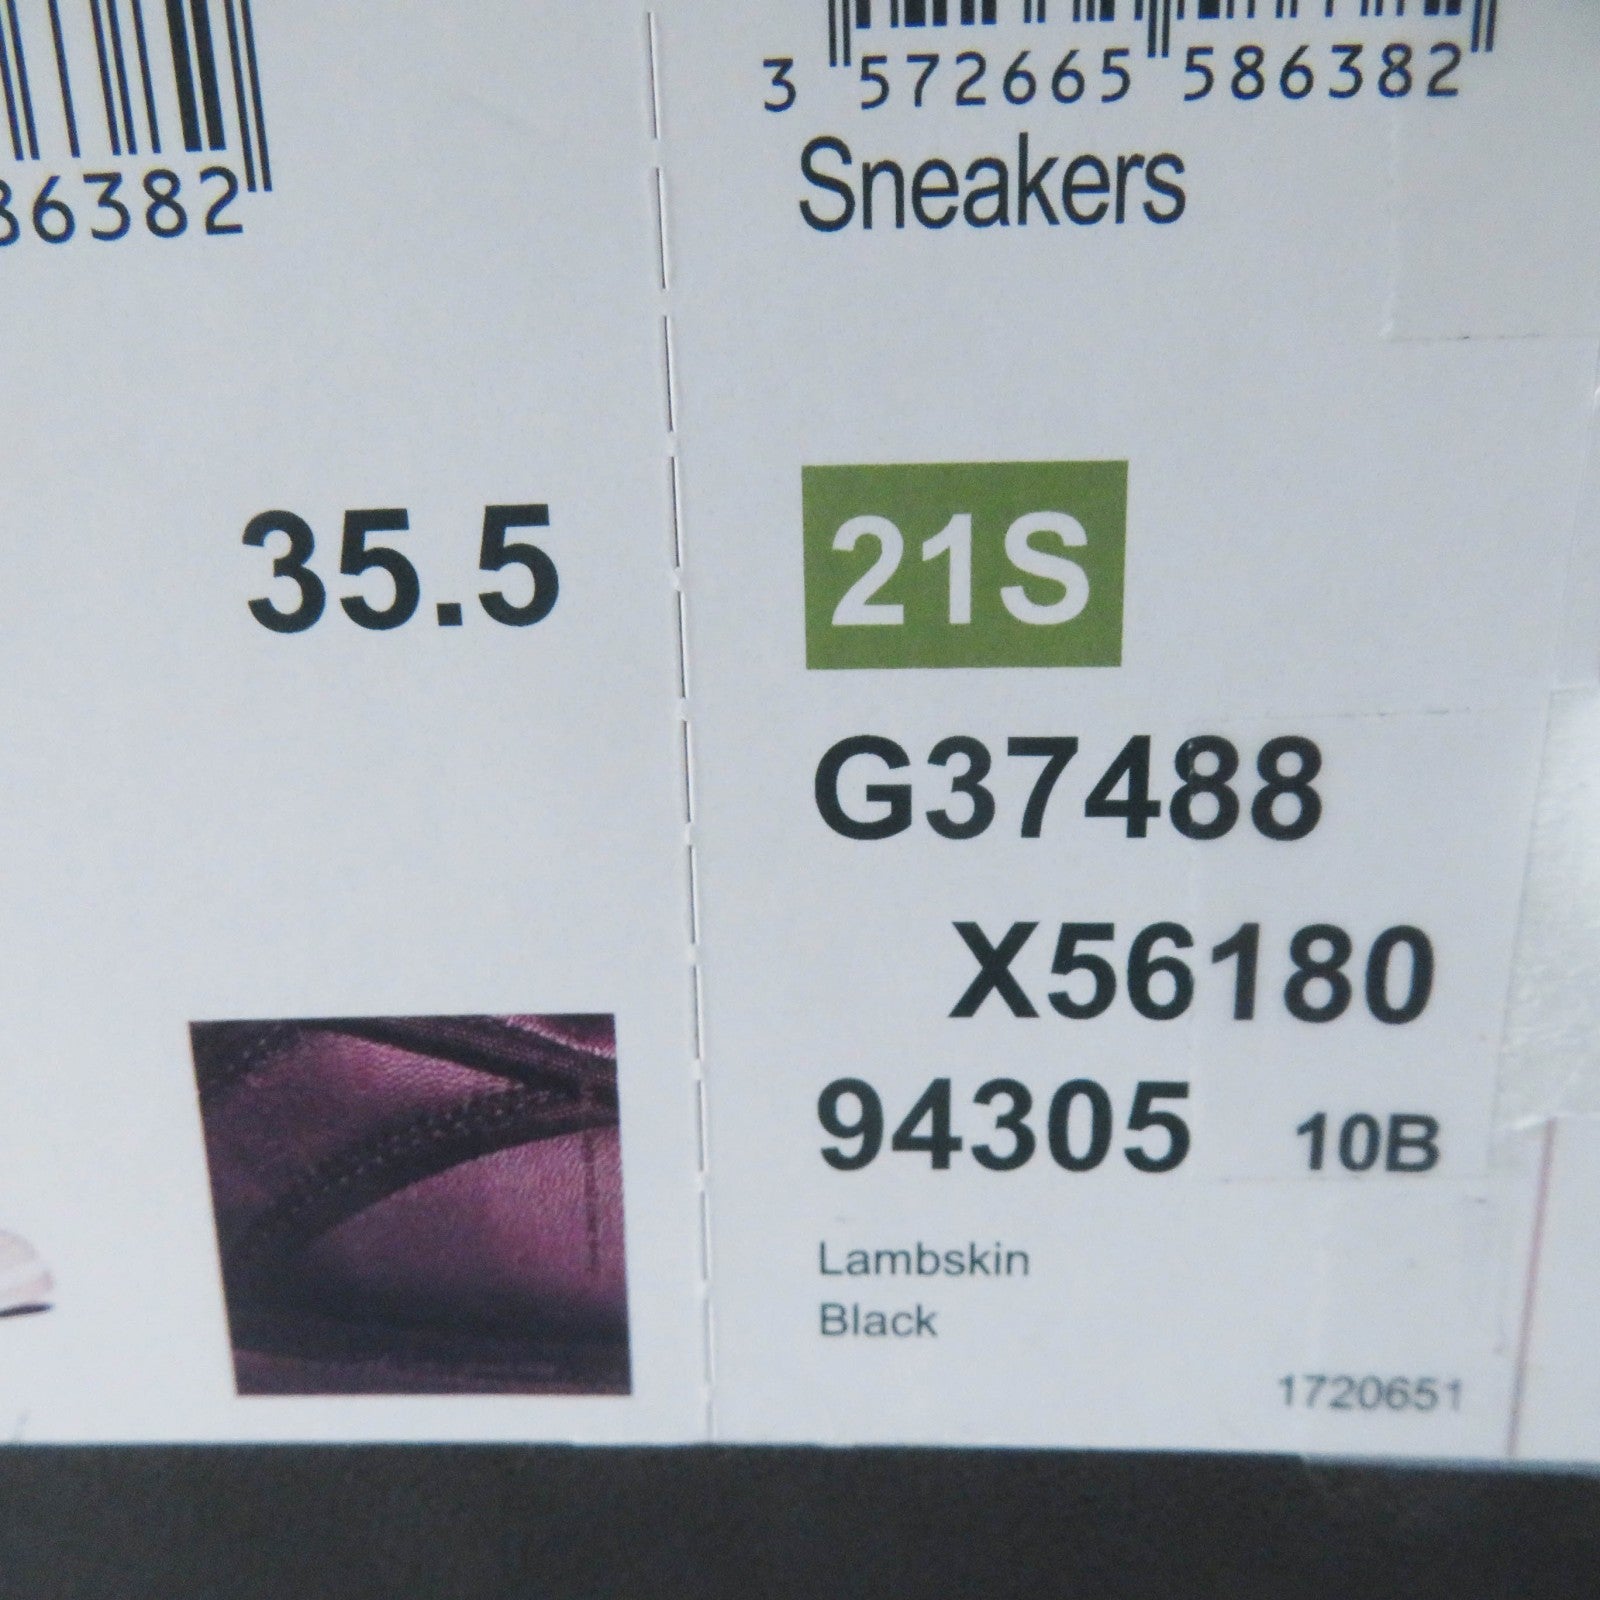 86382
3 572665 586382
Sneakers
35.5
21S
G37488
X56180
94305 10B
Lambskin
Black
1720651